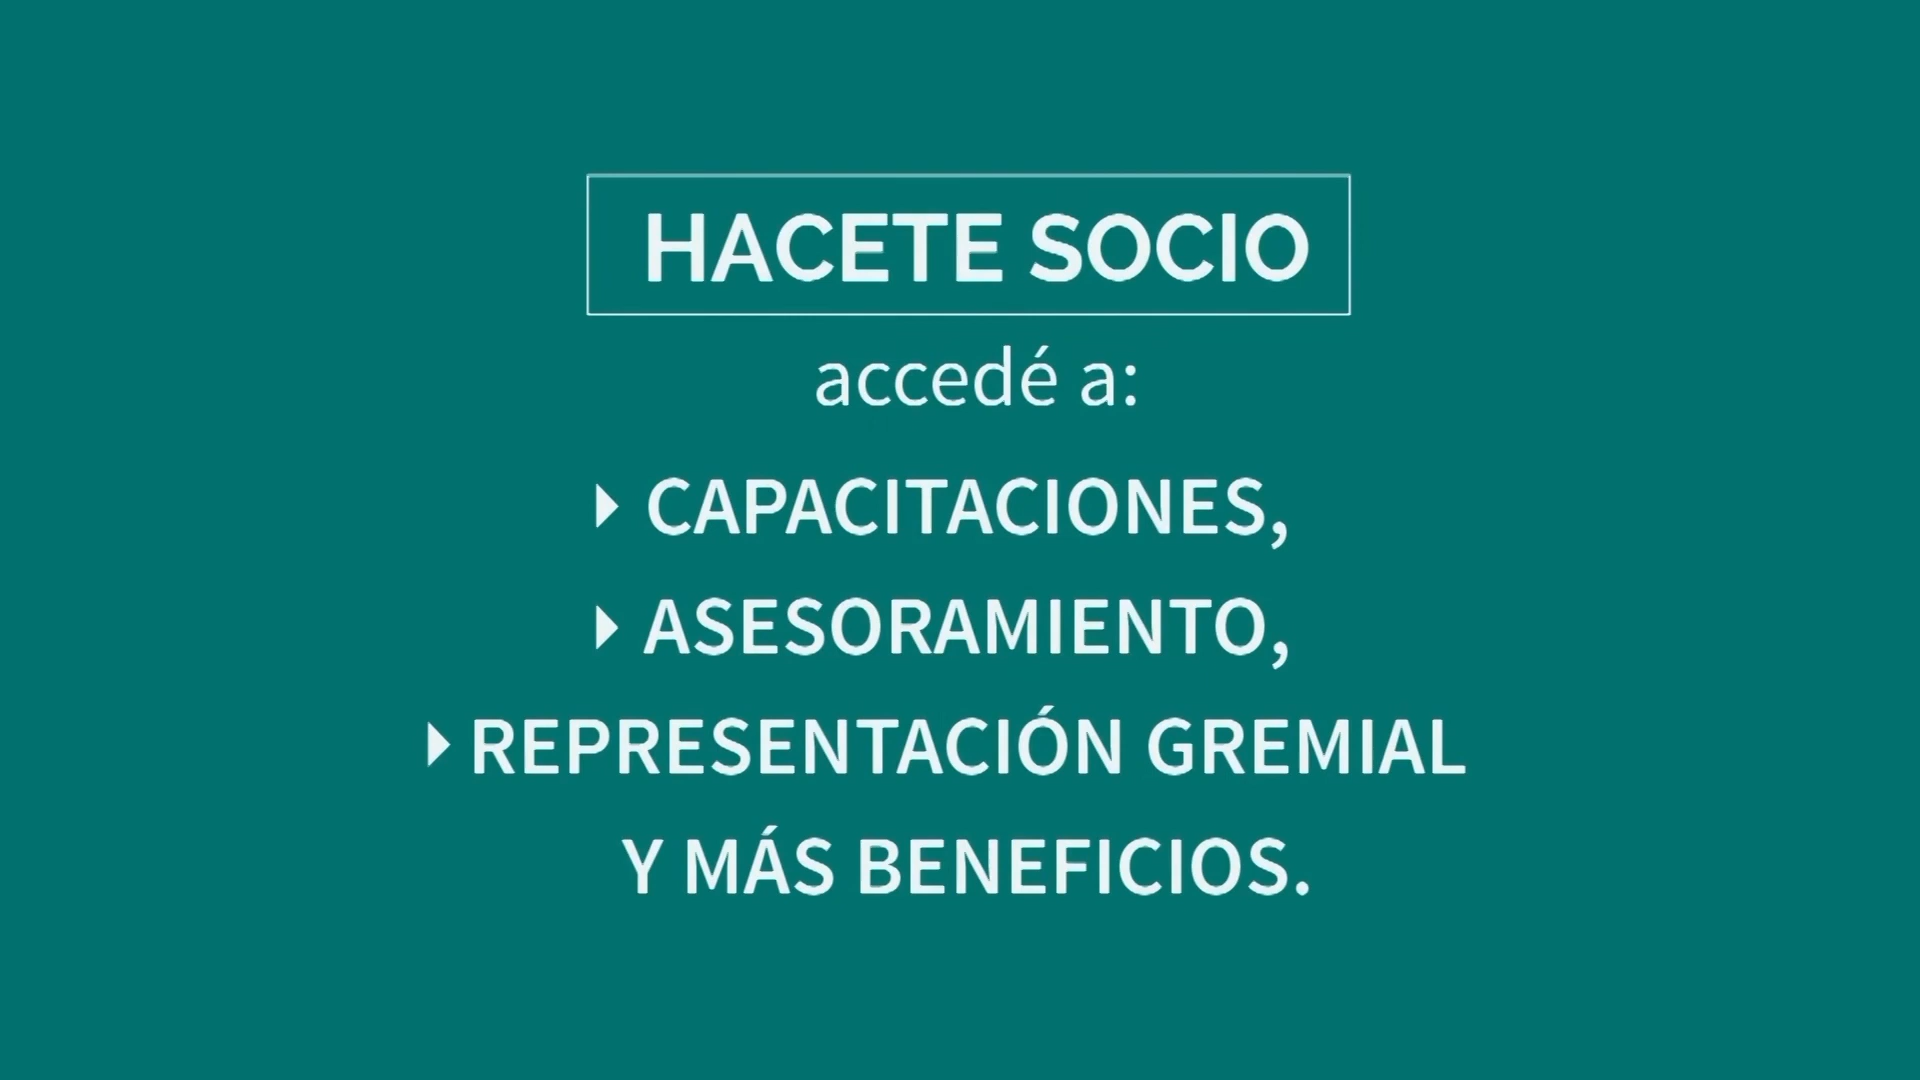 HACETE SOCIO
accedé a:
CAPACITACIONES,
ASESORAMIENTO,
REPRESENTACIÓN GREMIAL
Y MÁS BENEFICIOS.